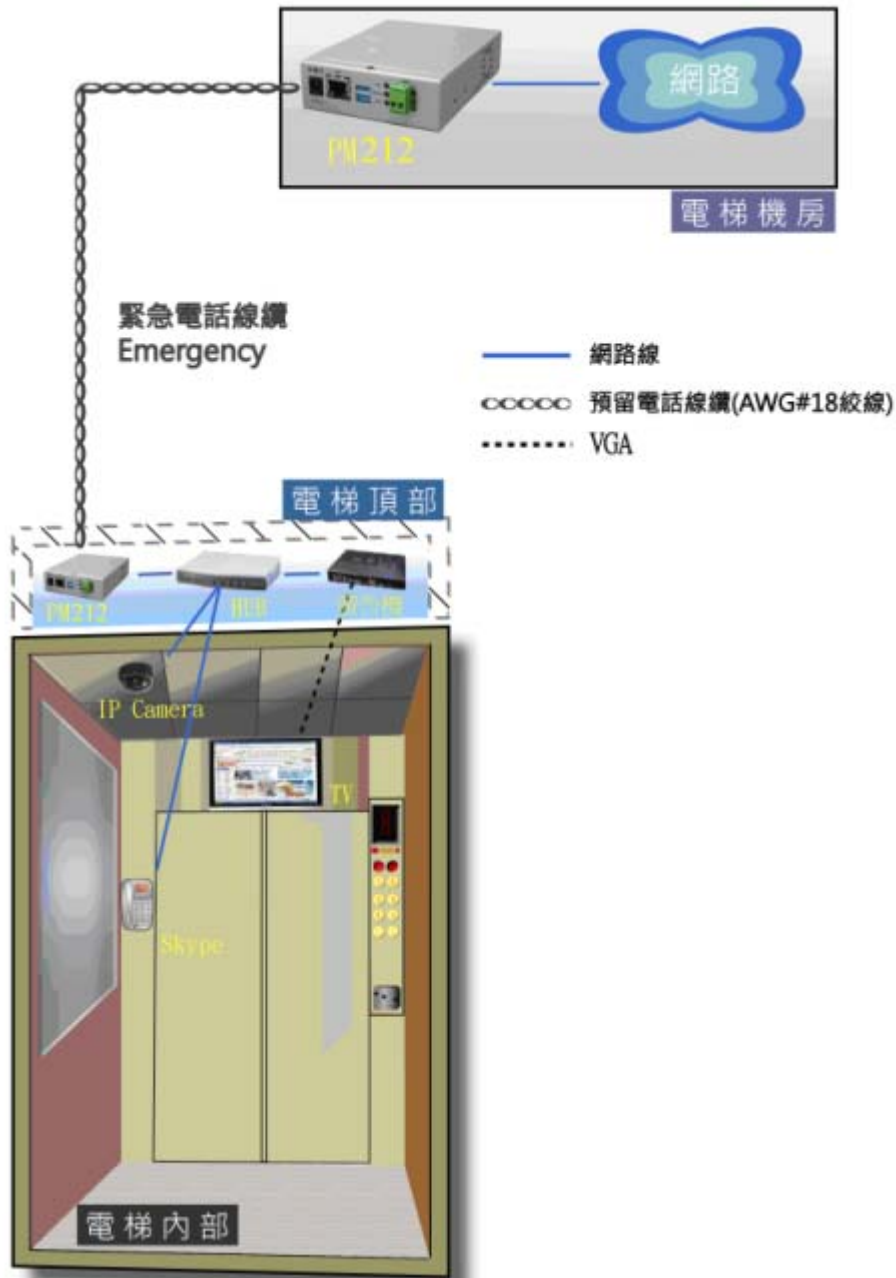 網路
PM212
電梯機房
緊急電話線纜
Emergency
網路線
預留電話線纜(AWG#18絞線)
VGA
電梯頂部
PM212
HUB
IP Camera
TV
Skype
電梯內部